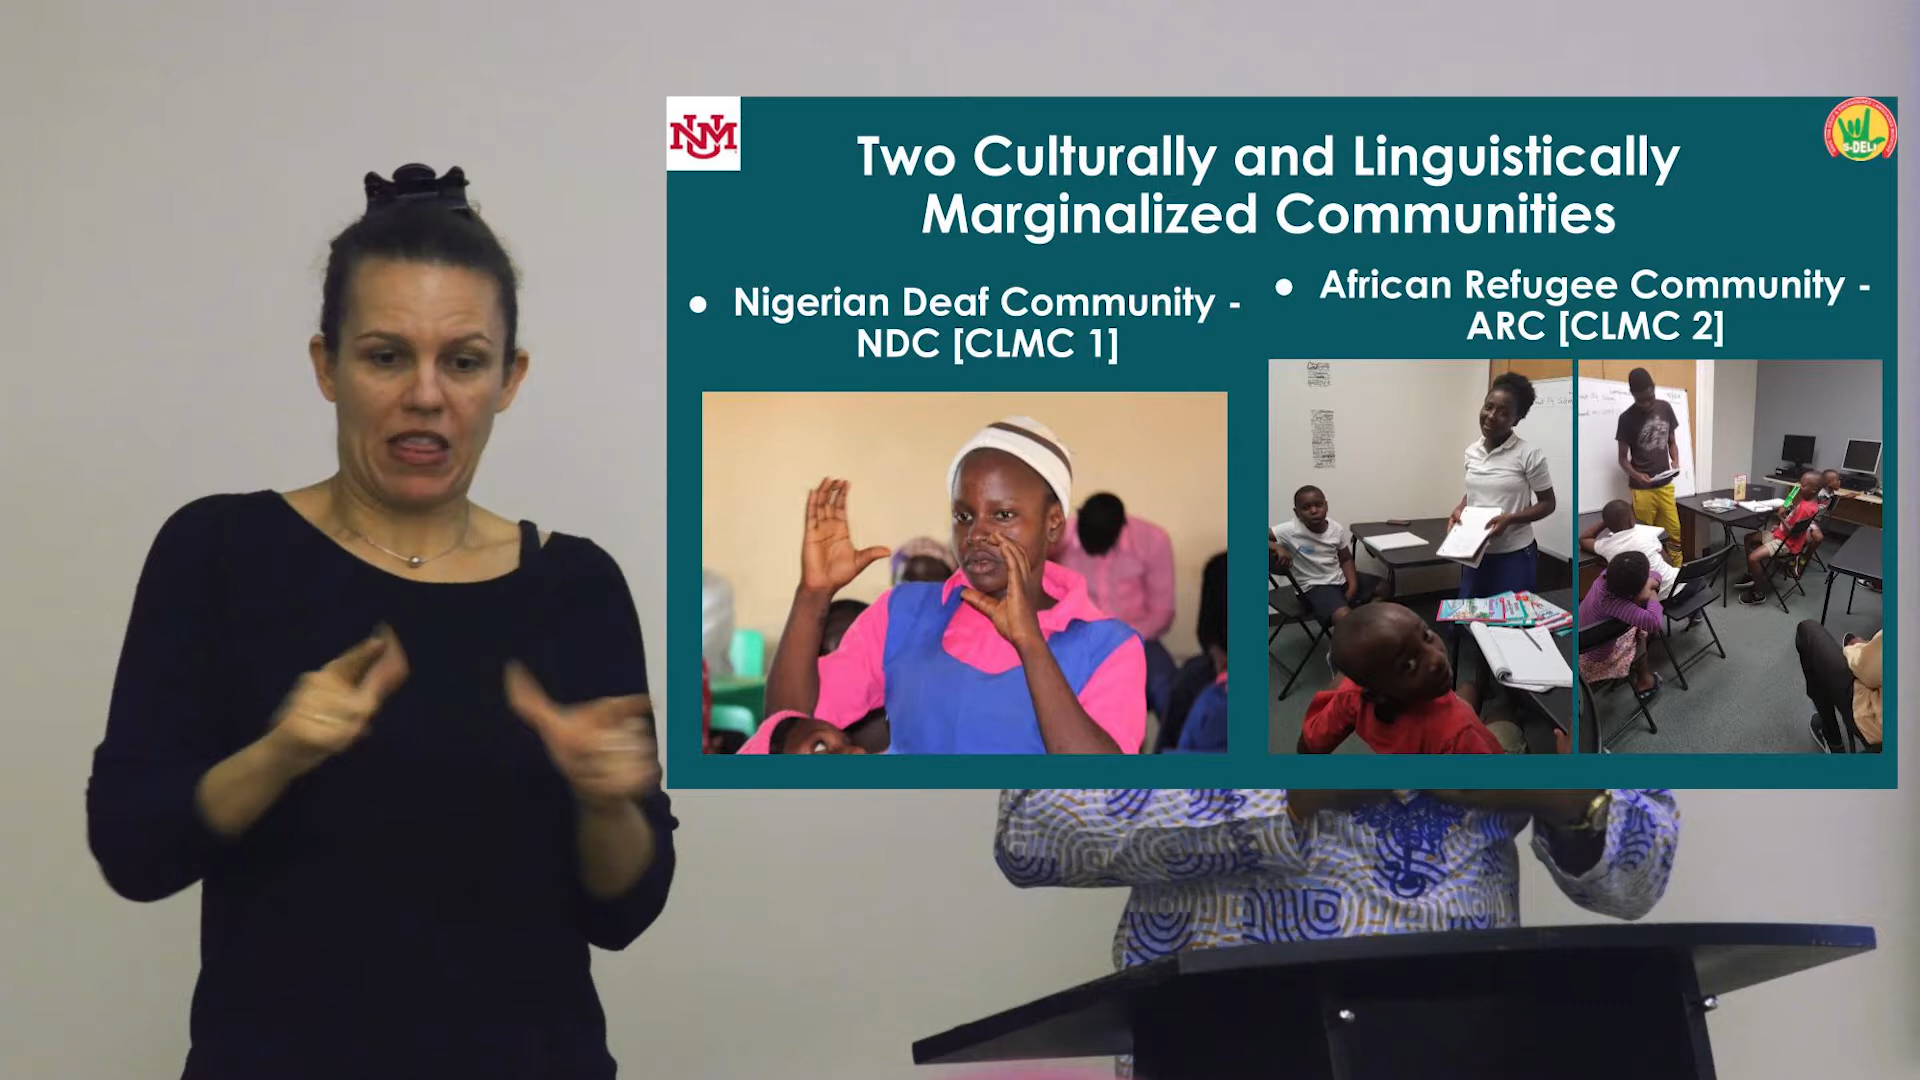 UNM
S-DELI
Two Culturally and Linguistically
Marginalized Communities
● Nigerian Deaf Community -
NDC [CLMC 1]
● African Refugee Community -
ARC [CLMC 2]